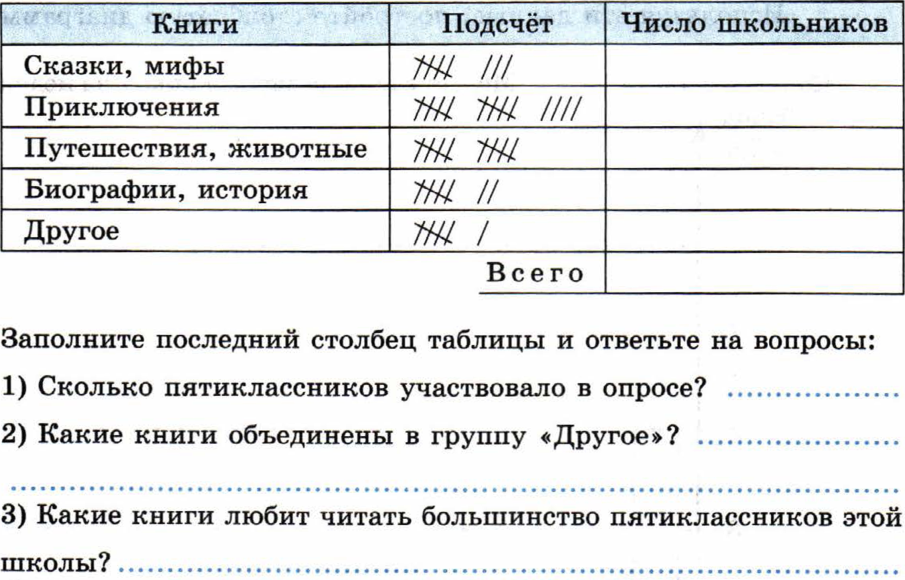 Книги Подсчёт Число школьников
Сказки, мифы
Приключения
Путешествия, животные
Биографии, история
Другое
Всего
Заполните последний столбец таблицы и ответьте на вопросы:
1) Сколько пятиклассников участвовало в опросе?
2) Какие книги объединены в группу «Другое»?
3) Какие книги любит читать большинство пятиклассников этой
школы?